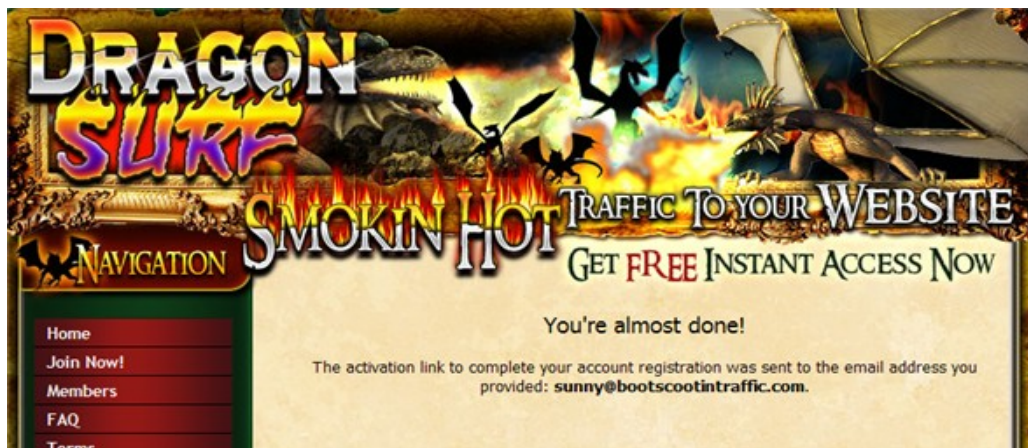 DRAGON
SURF
SMOKIN HOT TRAFFIC TO YOUR WEBSITE
NAVIGATION
GET FREE INSTANT ACCESS NOW
You're almost done!
Home
Join Now!
The activation link to complete your account registration was sent to the email address you
provided: sunny@bootscootintraffic.com.
Members
FAQ
Terms